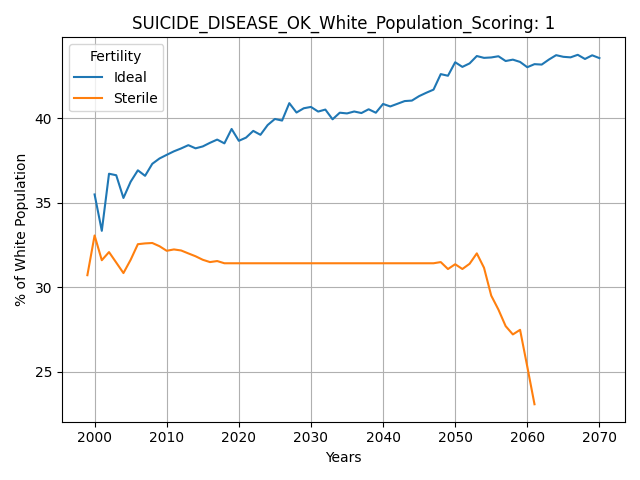 SUICIDE_DISEASE_OK_White_Population_Scoring: 1
Fertility
Ideal
Sterile
% of White Population
40
35
30
25
2000 2010 2020 2030 2040 2050 2060 2070
Years